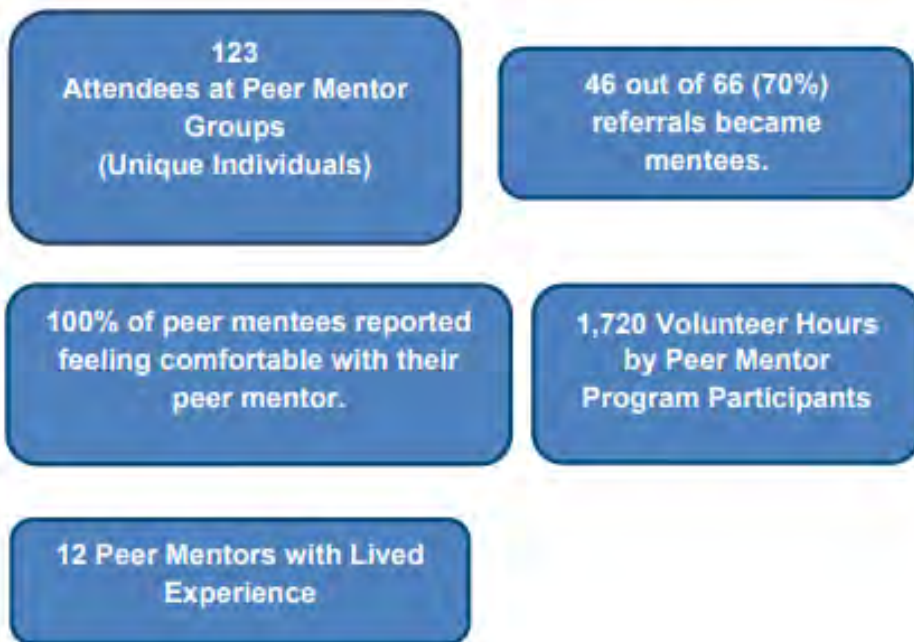 123
Attendees at Peer Mentor
Groups
(Unique Individuals)
46 out of 66 (70%)
referrals became
mentees.
100% of peer mentees reported
feeling comfortable with their
peer mentor.
1,720 Volunteer Hours
by Peer Mentor
Program Participants
12 Peer Mentors with Lived
Experience